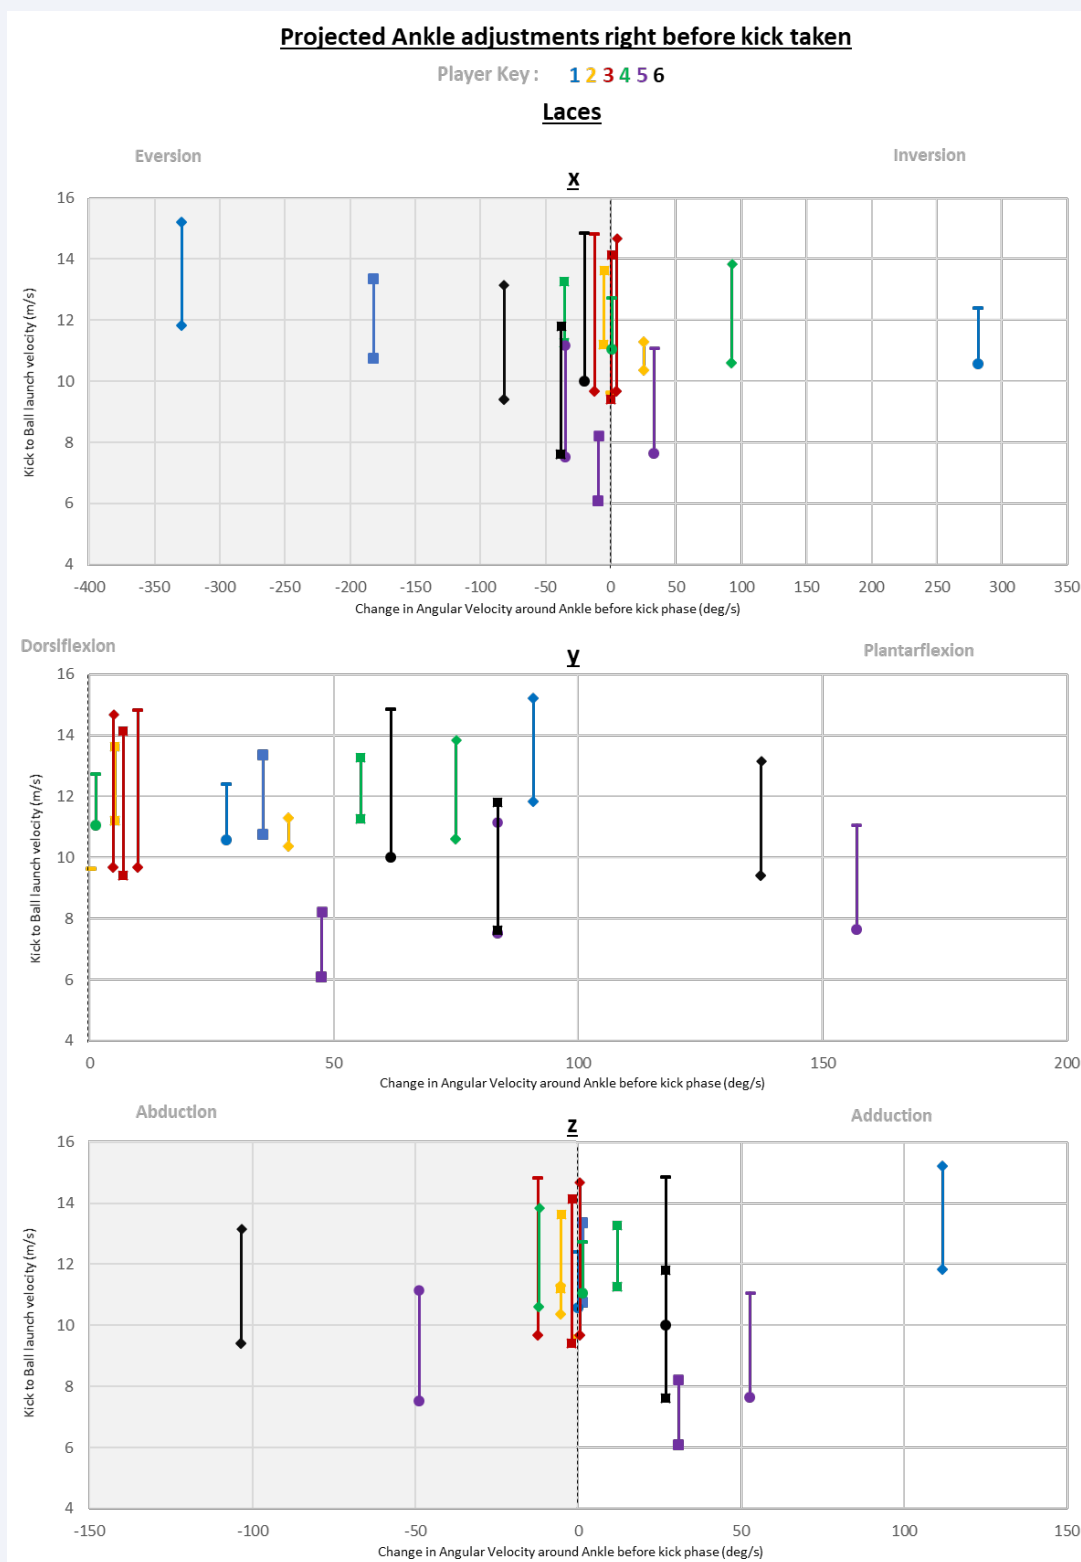 Projected Ankle adjustments right before kick taken
Player Key : 1 2 3 4 5 6
Laces
Eversion
Inversion
x
Kick to Ball launch velocity (m/s)
16
14
12
10
8
6
4
-400 -350 -300 -250 -200 -150 -100 -50 0 50 100 150 200 250 300 350
Change in Angular Velocity around Ankle before kick phase (deg/s)
Dorsiflexion
Plantarflexion
y
Kick to Ball launch velocity (m/s)
16
14
12
10
8
6
4
0 50 100 150 200
Change in Angular Velocity around Ankle before kick phase (deg/s)
Abduction
Adduction
z
Kick to Ball launch velocity (m/s)
16
14
12
10
8
6
4
-150 -100 -50 0 50 100 150
Change in Angular Velocity around Ankle before kick phase (deg/s)